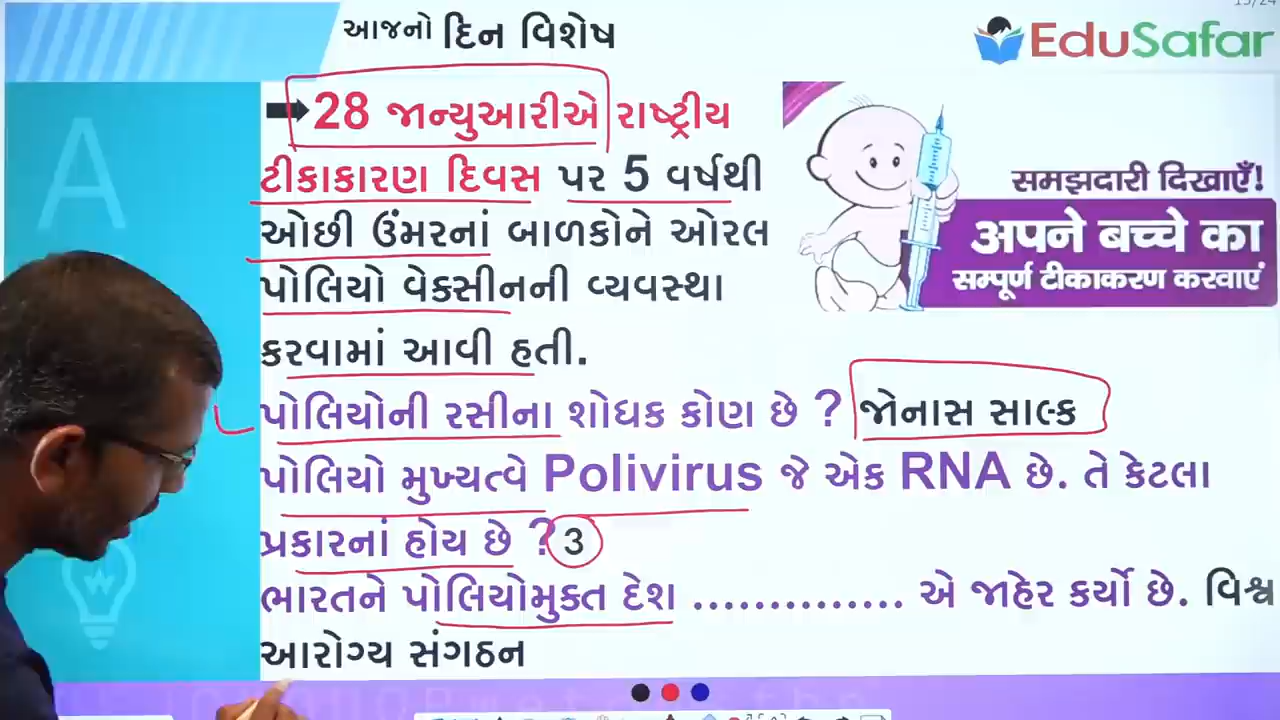 આજનો દિન વિશેષ
EduSafar
➡28 જાન્યુઆરીએ રાષ્ટ્રીય
ટીકાકારણ દિવસ પર 5 વર્ષથી
ઓછી ઉંમરનાં બાળકોને ઓરલ
પોલિયો વેક્સીનની વ્યવસ્થા
કરવામાં આવી હતી.
समझदारी दिखाएँ!
अपने बच्चे का
सम्पूर्ण टीकाकरण करवाएं
પોલિયોની રસીના શોધક કોણ છે ? જોનાસ સાલ્ક
પોલિયો મુખ્યત્વે Polivirus જે એક RNA છે. તે કેટલા
પ્રકારનાં હોય છે ? 3
ભારતને પોલિયોમુક્ત દેશ .............. એ જાહેર કર્યો છે. વિશ્વ
આરોગ્ય સંગઠન